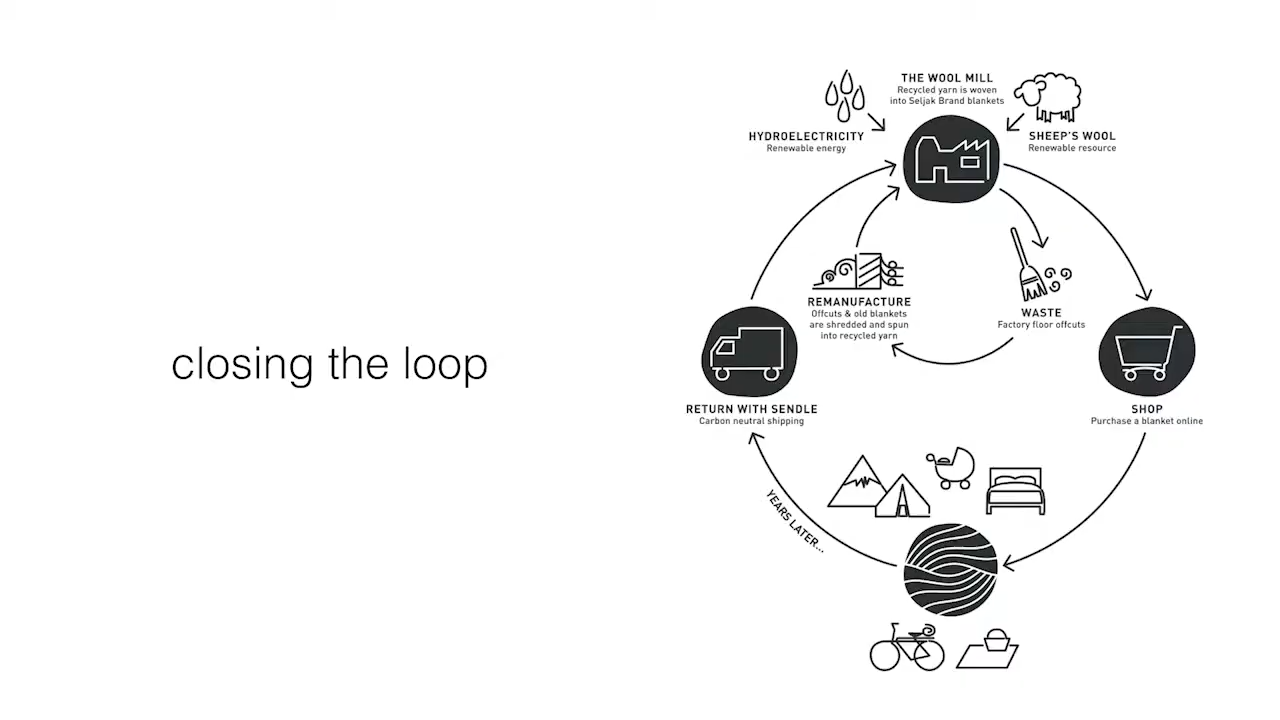 closing the loop
THE WOOL MILL
Recycled yarn is woven
into Seljak Brand blankets
HYDROELECTRICITY
Renewable energy
SHEEP'S WOOL
Renewable resource
REMANUFACTURE
Offcuts & old blankets
are shredded and spun
into recycled yarn
WASTE
Factory floor offcuts
RETURN WITH SENDLE
Carbon neutral shipping
SHOP
Purchase a blanket online
YEARS LATER...